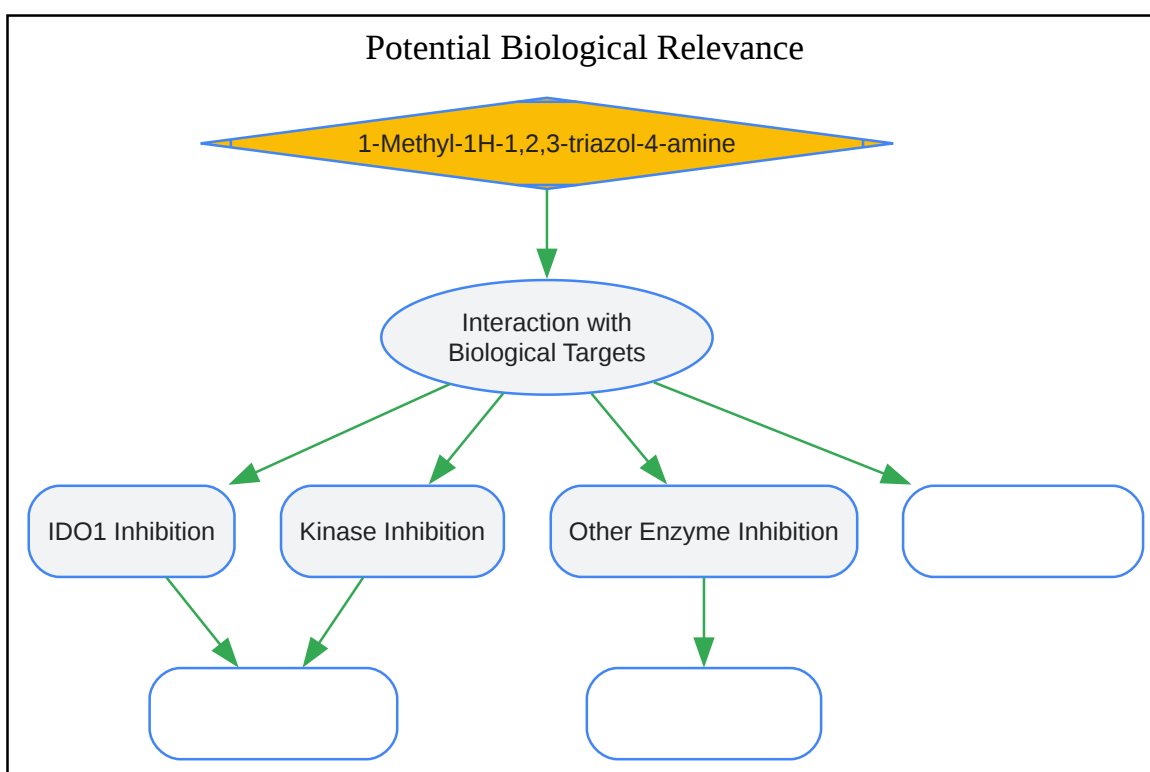 Potential Biological Relevance
1-Methyl-1H-1,2,3-triazol-4-amine
Interaction with
Biological Targets
IDO1 Inhibition
Kinase Inhibition
Other Enzyme Inhibition